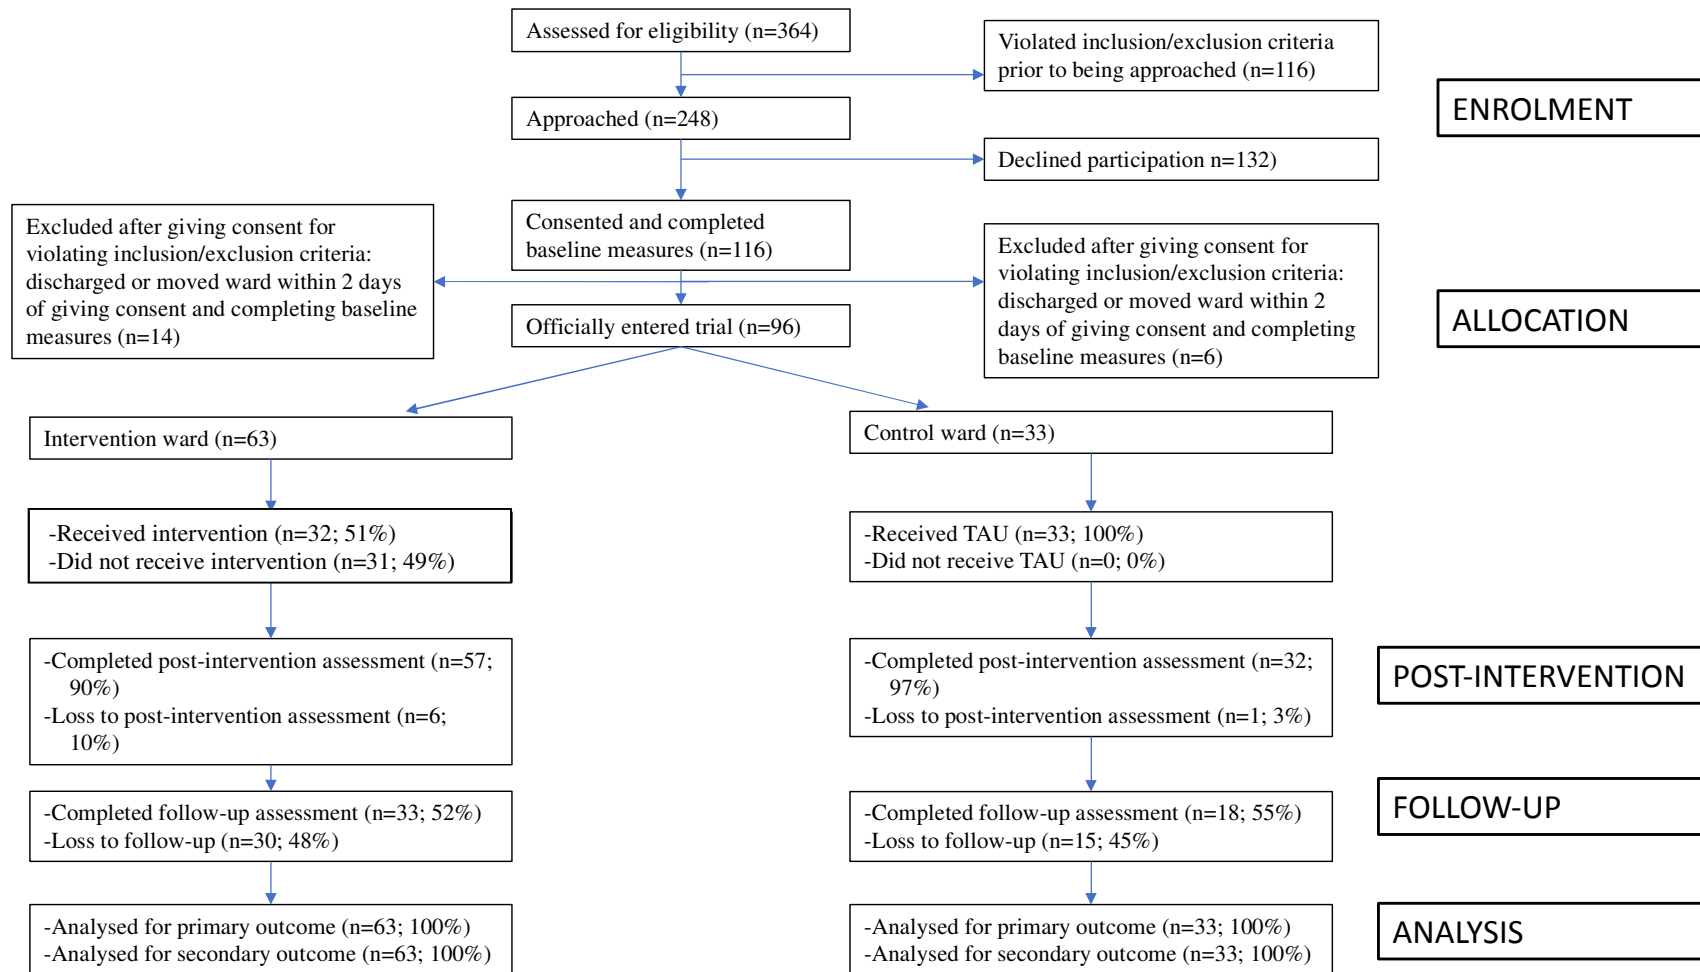 Assessed for eligibility (n=364)
Violated inclusion/exclusion criteria
prior to being approached (n=116)
ENROLMENT
Approached (n=248)
Declined participation n=132)
Consented and completed
baseline measures (n=116)
Excluded after giving consent for
violating inclusion/exclusion criteria:
discharged or moved ward within 2 days
of giving consent and completing baseline
measures (n=14)
Excluded after giving consent for
violating inclusion/exclusion criteria:
discharged or moved ward within 2
days of giving consent and completing
baseline measures (n=6)
ALLOCATION
Officially entered trial (n=96)
Intervention ward (n=63)
Control ward (n=33)
-Received intervention (n=32; 51%)
-Did not receive intervention (n=31; 49%)
-Received TAU (n=33; 100%)
-Did not receive TAU (n=0; 0%)
-Completed post-intervention assessment (n=57;
90%)
-Loss to post-intervention assessment (n=6;
10%)
-Completed post-intervention assessment (n=32;
97%)
-Loss to post-intervention assessment (n=1; 3%)
POST-INTERVENTION
-Completed follow-up assessment (n=33; 52%)
-Loss to follow-up (n=30; 48%)
-Completed follow-up assessment (n=18; 55%)
-Loss to follow-up (n=15; 45%)
FOLLOW-UP
-Analysed for primary outcome (n=63; 100%)
-Analysed for secondary outcome (n=63; 100%)
-Analysed for primary outcome (n=33; 100%)
-Analysed for secondary outcome (n=33; 100%)
ANALYSIS